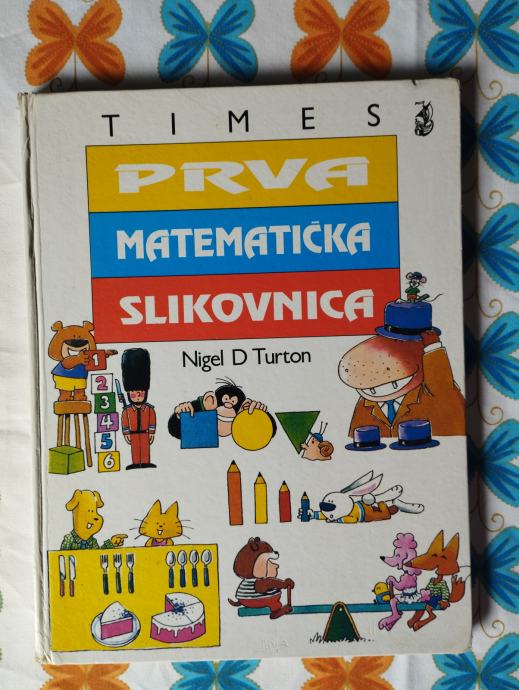 TIMES
PRVA
MATEMATIČKA
SLIKOVNICA
Nigel D Turton
1
2
3
4
5
6